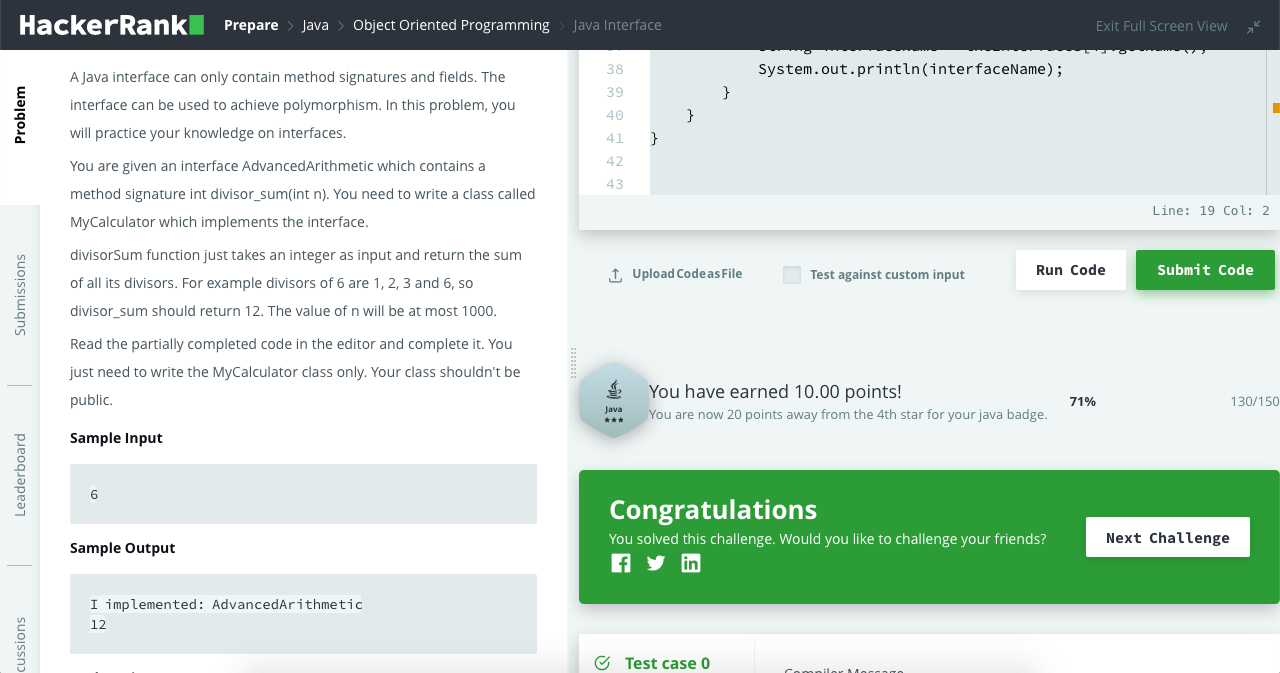 HackerRank
Prepare
Java
Object Oriented Programming
Java Interface
Exit Full Screen View
Problem
Submissions
Leaderboard
A Java interface can only contain method signatures and fields. The
interface can be used to achieve polymorphism. In this problem, you
will practice your knowledge on interfaces.
You are given an interface AdvancedArithmetic which contains a
method signature int divisor_sum(int n). You need to write a class called
MyCalculator which implements the interface.
divisorSum function just takes an integer as input and return the sum
of all its divisors. For example divisors of 6 are 1, 2, 3 and 6, so
divisor_sum should return 12. The value of n will be at most 1000.
Read the partially completed code in the editor and complete it. You
just need to write the MyCalculator class only. Your class shouldn't be
public.
Sample Input
6
Sample Output
I implemented: AdvancedArithmetic
12
38 System.out.println(interfaceName);
39 }
40 }
41 }
42
43
Line: 19 Col: 2
Upload Code as File
Test against custom input
Run Code
Submit Code
Java
You have earned 10.00 points!
You are now 20 points away from the 4th star for your java badge.
71%
130/150
Congratulations
You solved this challenge. Would you like to challenge your friends?
Next Challenge
Test case 0
Compiler Message